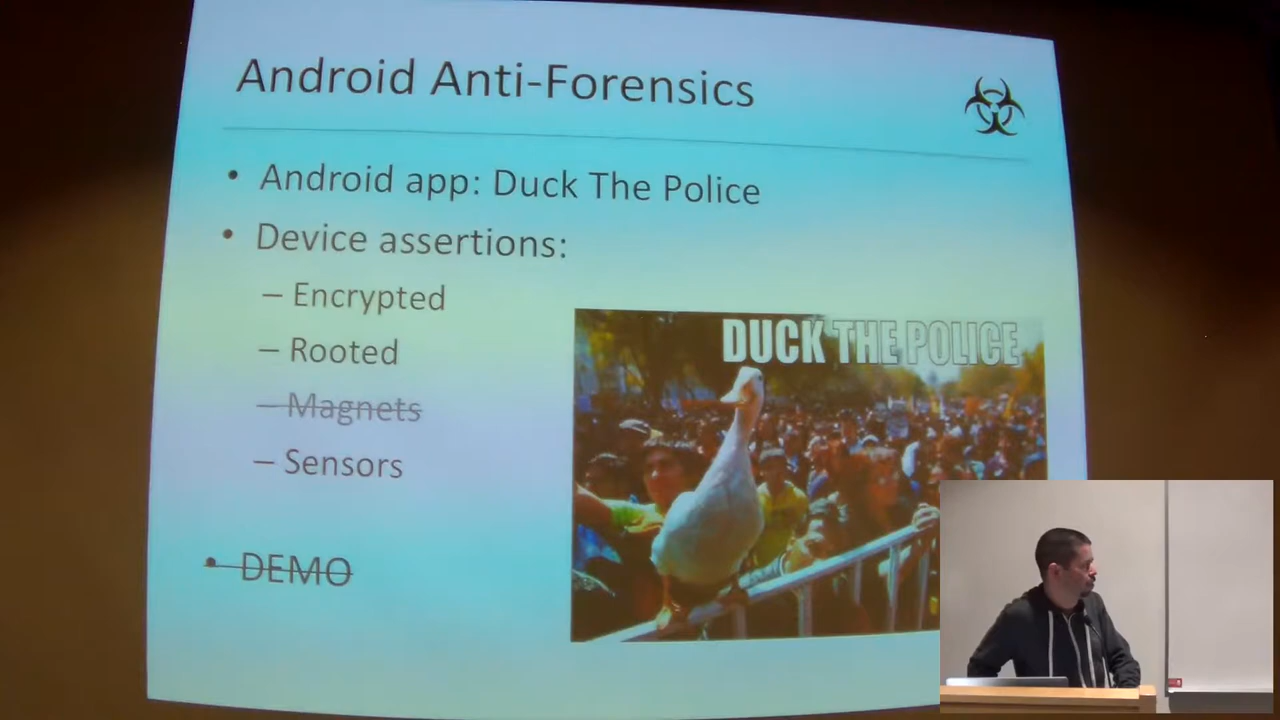 Android Anti-Forensics
• Android app: Duck The Police
• Device assertions:
– Encrypted
– Rooted
– Magnets
– Sensors
• DEMO
DUCK THE POLICE